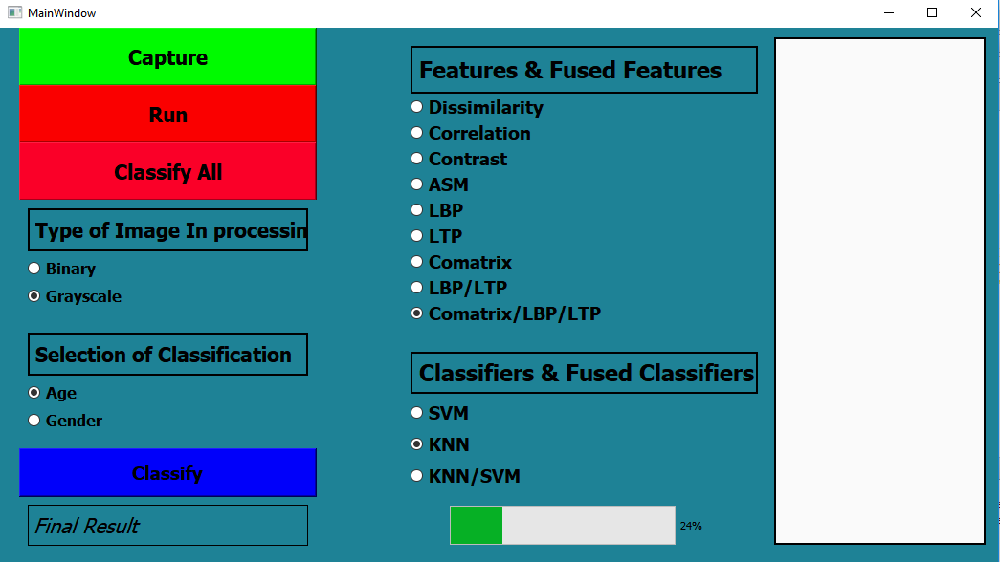 MainWindow
Capture
Run
Classify All
Type of Image In processin
Binary
Grayscale
Selection of Classification
Age
Gender
Classify
Final Result
Features & Fused Features
Dissimilarity
Correlation
Contrast
ASM
LBP
LTP
Comatrix
LBP/LTP
Comatrix/LBP/LTP
Classifiers & Fused Classifiers
SVM
KNN
KNN/SVM
24%